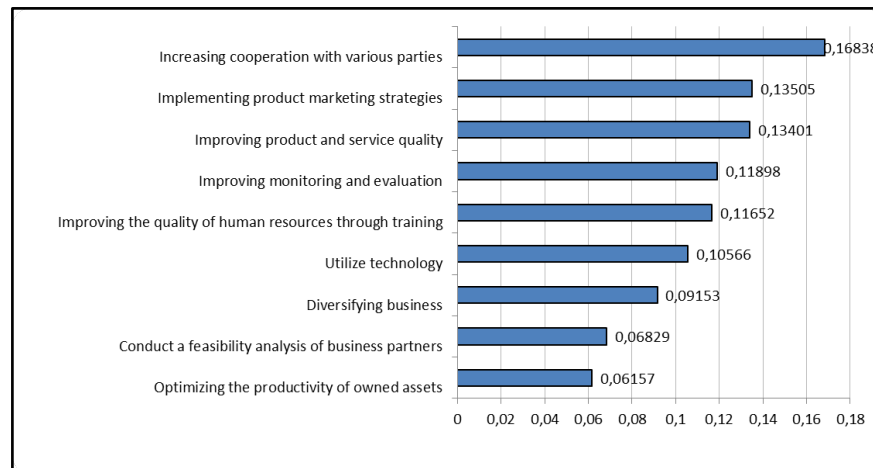 Increasing cooperation with various parties 0,16838
Implementing product marketing strategies 0,13505
Improving product and service quality 0,13401
Improving monitoring and evaluation 0,11898
Improving the quality of human resources through training 0,11652
Utilize technology 0,10566
Diversifying business 0,09153
Conduct a feasibility analysis of business partners 0,06829
Optimizing the productivity of owned assets 0,06157
0 0,02 0,04 0,06 0,08 0,1 0,12 0,14 0,16 0,18